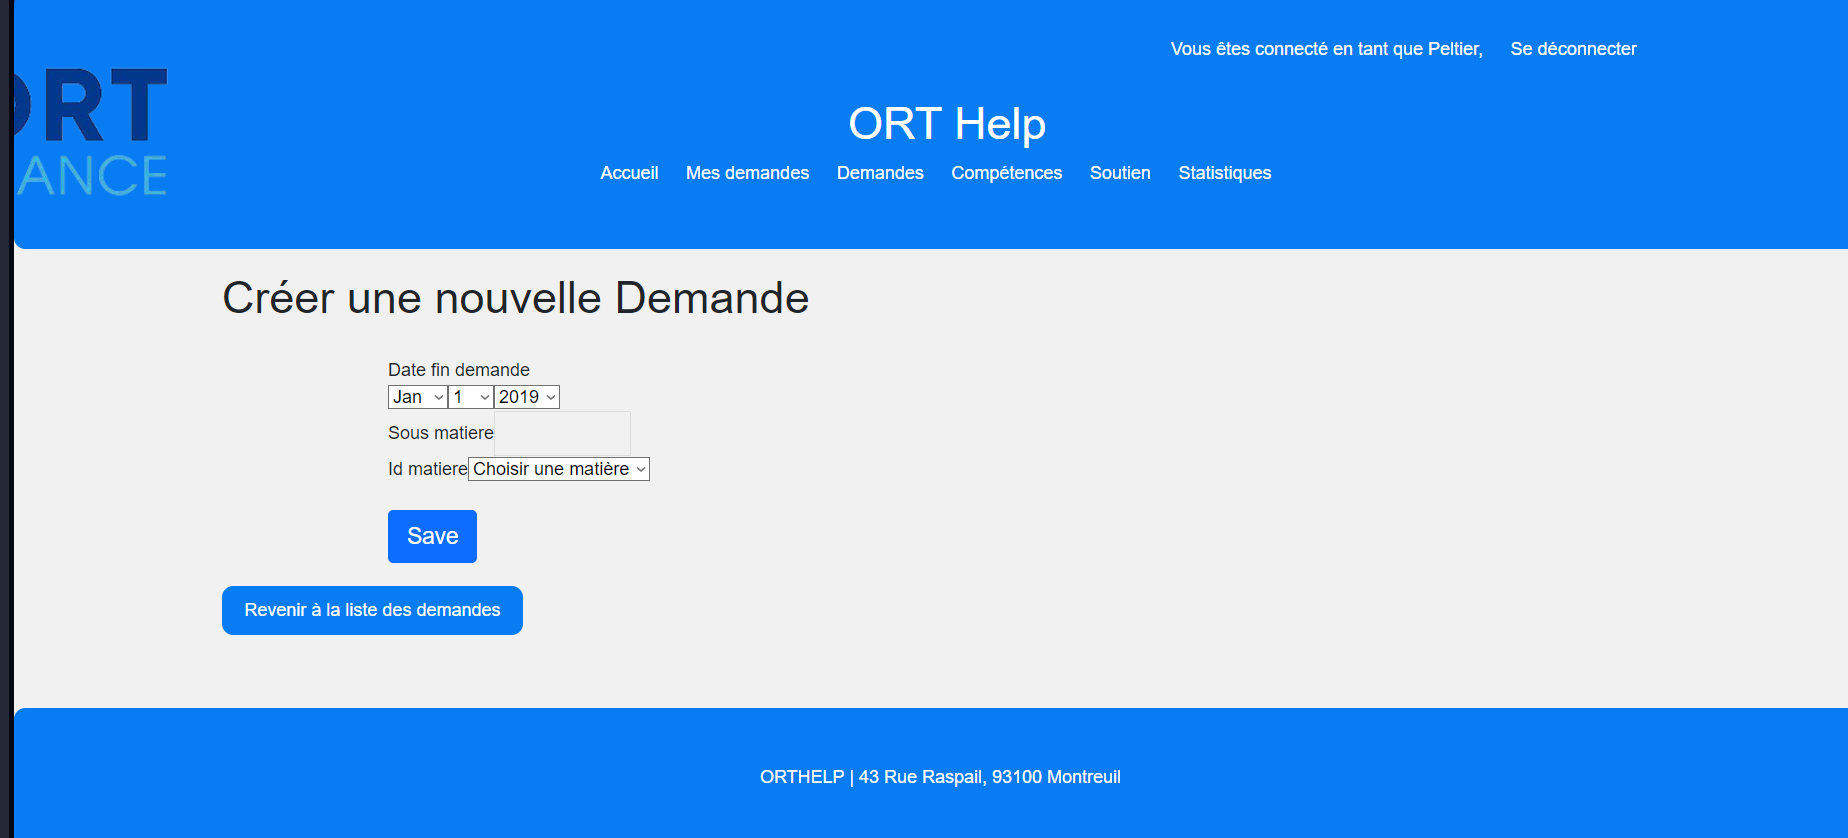 Vous êtes connecté en tant que Peltier, Se déconnecter
ORT
ANCE
ORT Help
Accueil Mes demandes Demandes Compétences Soutien Statistiques
Créer une nouvelle Demande
Date fin demande
Jan 1 2019
Sous matiere
Id matiere Choisir une matière
Save
Revenir à la liste des demandes
ORTHELP | 43 Rue Raspail, 93100 Montreuil